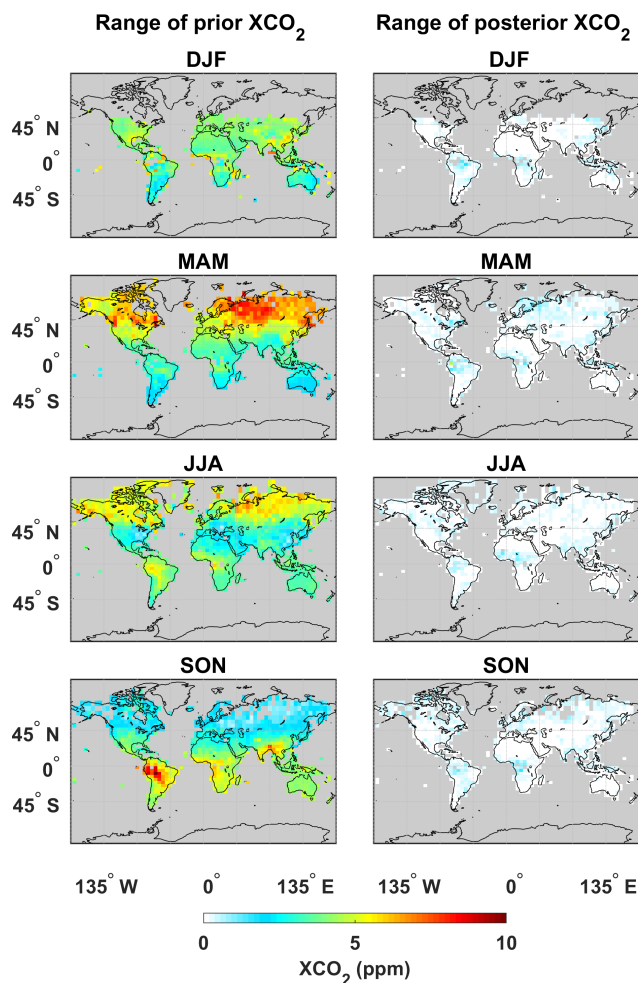 Range of prior XCO₂ Range of posterior XCO₂
DJF DJF
45° N
0°
45° S
MAM MAM
45° N
0°
45° S
JJA JJA
45° N
0°
45° S
SON SON
45° N
0°
45° S
135° W 0° 135° E 135° W 0° 135° E
0 5 10
XCO₂ (ppm)